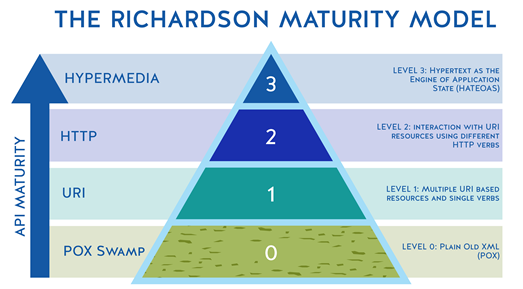 THE RICHARDSON MATURITY MODEL
API MATURITY
HYPERMEDIA
3
LEVEL 3: HYPERTEXT AS THE
ENGINE OF APPLICATION
STATE (HATEOAS)
HTTP
2
LEVEL 2: INTERACTION WITH URI
RESOURCES USING DIFFERENT
HTTP VERBS
URI
1
LEVEL 1: MULTIPLE URI BASED
RESOURCES AND SINGLE VERBS
POX SWAMP
0
LEVEL 0: PLAIN OLD XML
(POX)